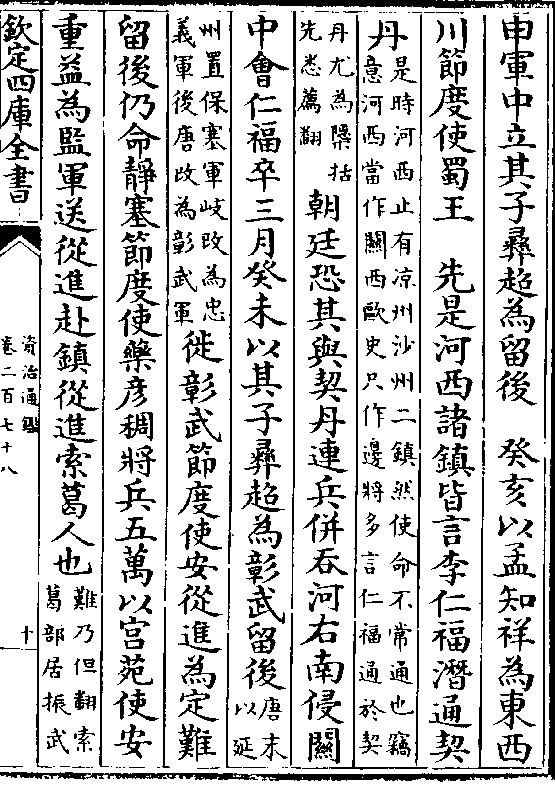 申軍中立其子彞超為留後　癸亥以孟知祥為東西
川節度使蜀王　先是河西諸鎮皆言李仁福潛通契
丹
是時河西止有凉州沙州二鎮然使命不常通也竊
意河西當作關西歐史只作邊將多言仁福通於契
丹尤為檃括
先悉薦翻
朝廷恐其與契丹連兵併吞河右南侵關
中會仁福卒三月癸未以其子彞超為彰武留後
唐末
以延
州置保塞軍岐改為忠
義軍後唐改為彰武軍
徙彰武節度使安從進為定難
留後仍命靜塞節度使藥彦稠將兵五萬以宫苑使安
重益為監軍送從進赴鎮從進索葛人也
難乃但翻索
葛部居振武
欽定四庫全書
資治通鑑
卷二百七十八
十